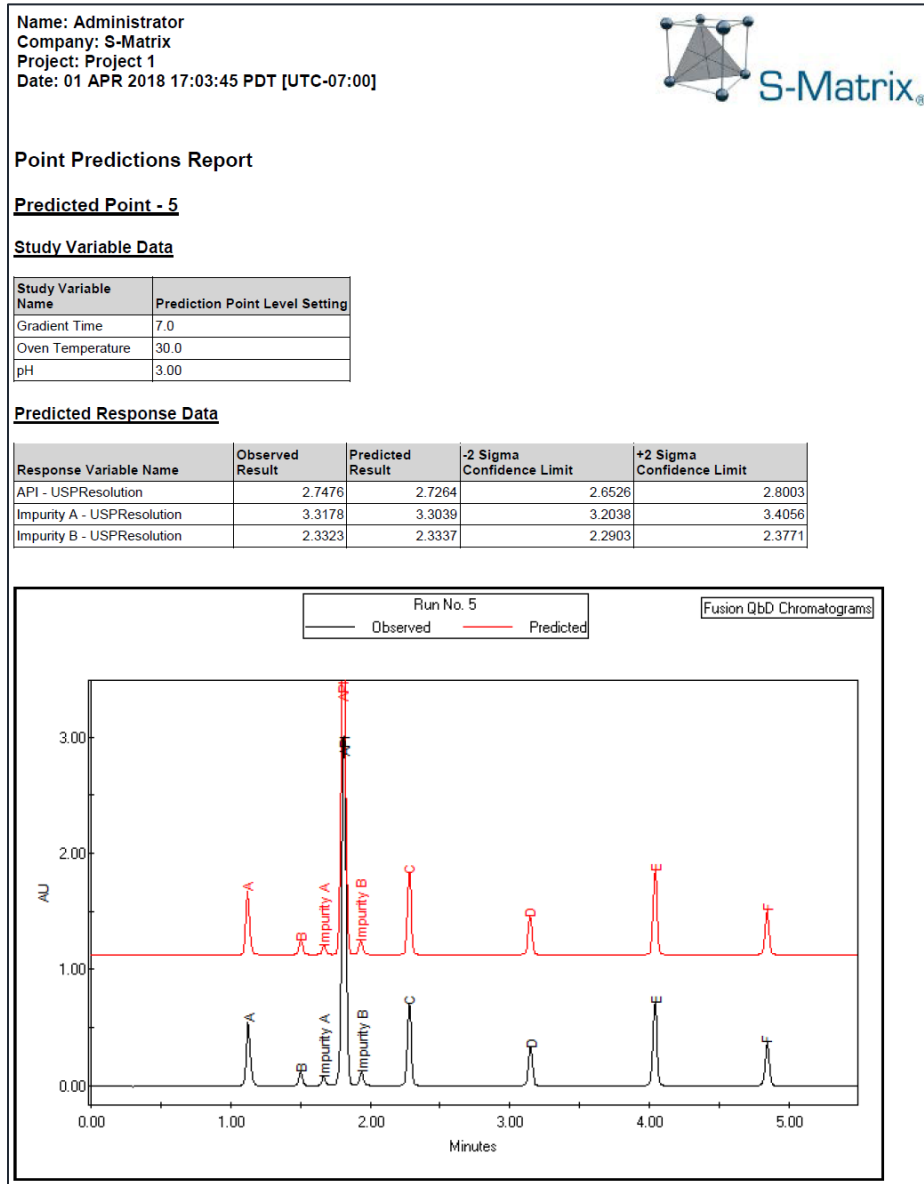 Name: Administrator
Company: S-Matrix
Project: Project 1
Date: 01 APR 2018 17:03:45 PDT [UTC-07:00]
S-Matrix®
Point Predictions Report
Predicted Point - 5
Study Variable Data
Study Variable
Name
Prediction Point Level Setting
Gradient Time 7.0
Oven Temperature 30.0
pH 3.00
Predicted Response Data
Response Variable Name Observed Result Predicted Result -2 Sigma Confidence Limit +2 Sigma Confidence Limit
API - USPResolution 2.7476 2.7264 2.6526 2.8003
Impurity A - USPResolution 3.3178 3.3039 3.2038 3.4056
Impurity B - USPResolution 2.3323 2.3337 2.2903 2.3771
Run No. 5
Observed Predicted
Fusion QbD Chromatograms
API
3.00
2.00
AU
A
B
Impurity A
Impurity B
C
D
E
F
1.00
A
B
Impurity A
Impurity B
C
D
E
F
0.00
0.00 1.00 2.00 3.00 4.00 5.00
Minutes